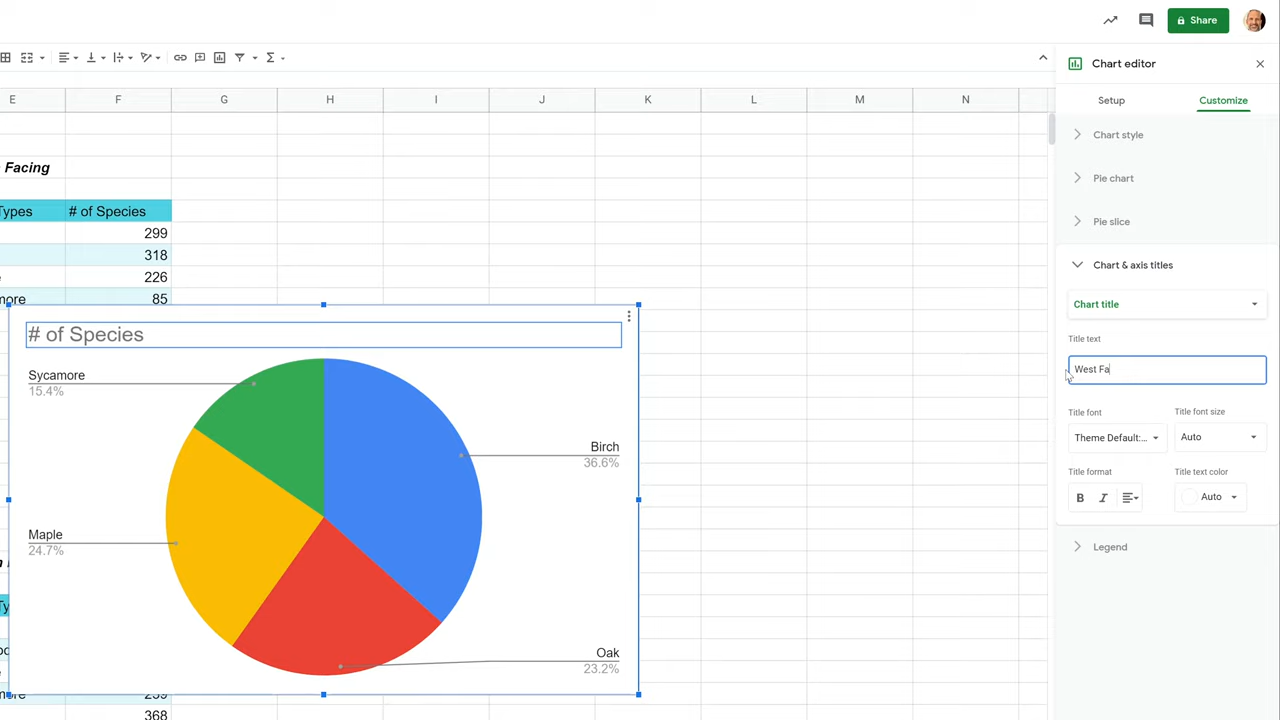 Share
Chart editor
Setup
Customize
E
F
G
H
I
J
K
L
M
N
Chart style
Facing
Pie chart
Types
# of Species
299
Pie slice
318
226
Chart & axis titles
more
85
Chart title
# of Species
Title text
West Fa
Sycamore
15.4%
Birch
36.6%
Title font
Title font size
Theme Default:...
Auto
Title format
Title text color
B
I
Auto
Maple
24.7%
Legend
Oak
23.2%
more
259
368